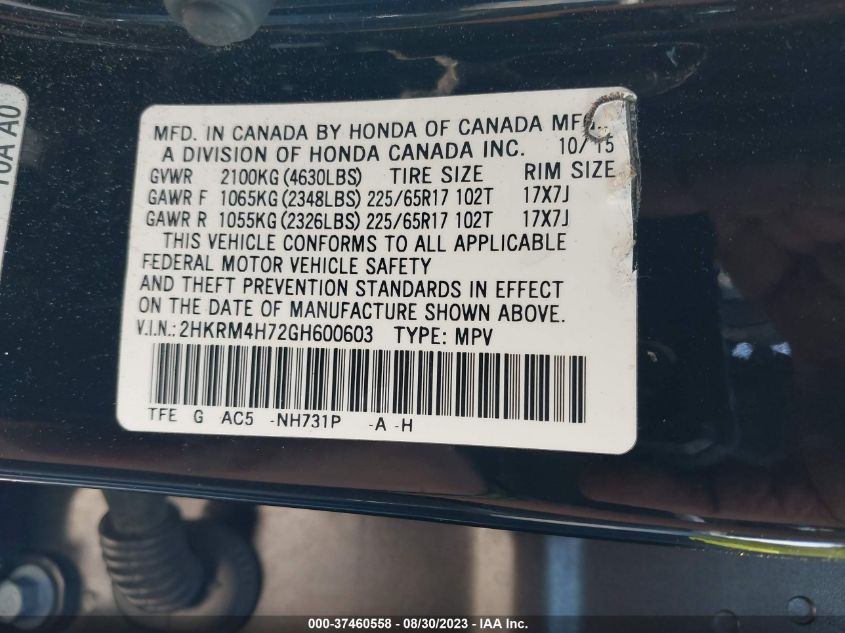 10A A0
MFD. IN CANADA BY HONDA OF CANADA MFG.
A DIVISION OF HONDA CANADA INC. 10/15
GVWR 2100KG (4630LBS) TIRE SIZE RIM SIZE
GAWR F 1065KG (2348LBS) 225/65R17 102T 17X7J
GAWR R 1055KG (2326LBS) 225/65R17 102T 17X7J
THIS VEHICLE CONFORMS TO ALL APPLICABLE
FEDERAL MOTOR VEHICLE SAFETY
AND THEFT PREVENTION STANDARDS IN EFFECT
ON THE DATE OF MANUFACTURE SHOWN ABOVE.
V.I.N.: 2HKRM4H72GH600603 TYPE: MPV
TFE G AC5 -NH731P -A -H
000-37460558 - 08/30/2023 - IAA Inc.